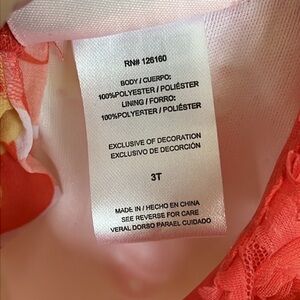 RN# 126160
BODY / CUERPO:
100%POLYESTER / POLIÉSTER
LINING / FORRO:
100%POLYESTER / POLIÉSTER
EXCLUSIVE OF DECORATION
EXCLUSIVO DE DECORCIÓN
3T
MADE IN / HECHO EN CHINA
SEE REVERSE FOR CARE
VERAL DORSO PARAEL CUIDADO